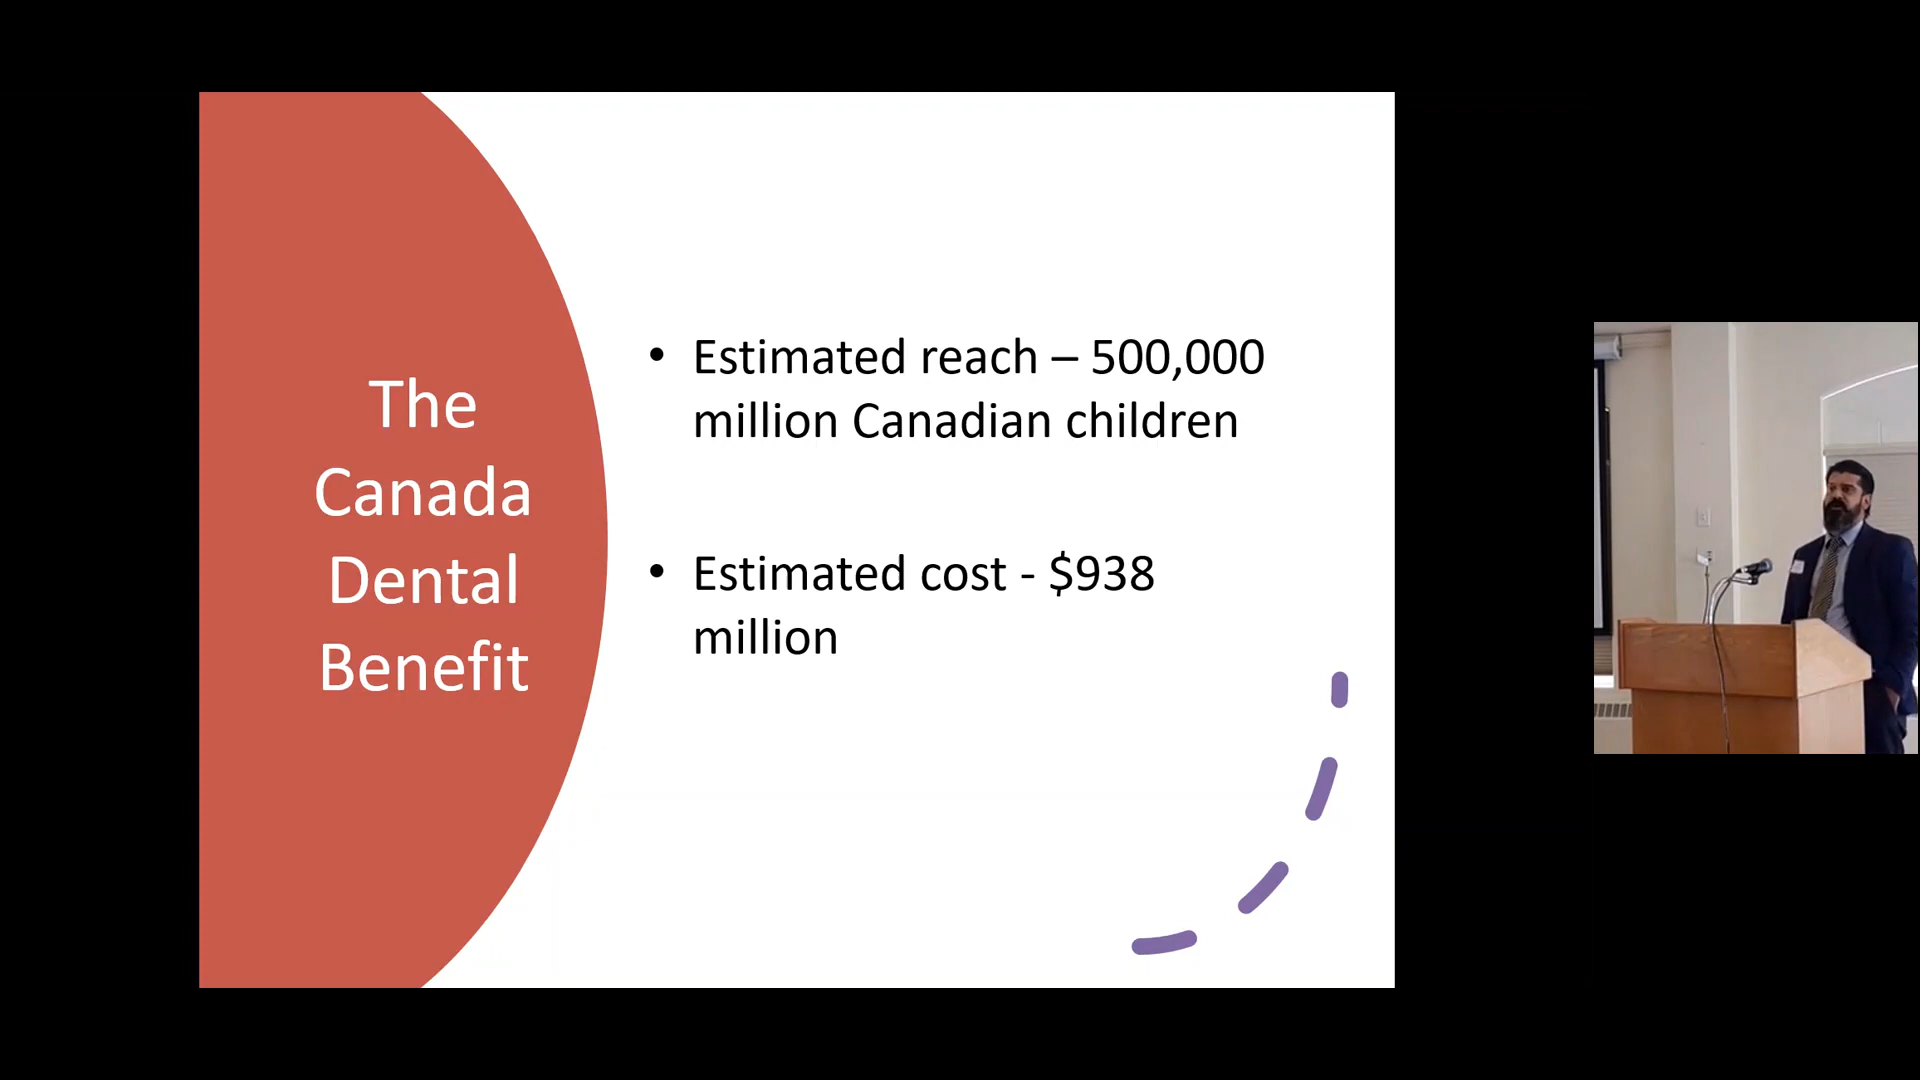 The
Canada
Dental
Benefit
• Estimated reach – 500,000
million Canadian children
• Estimated cost - $938
million